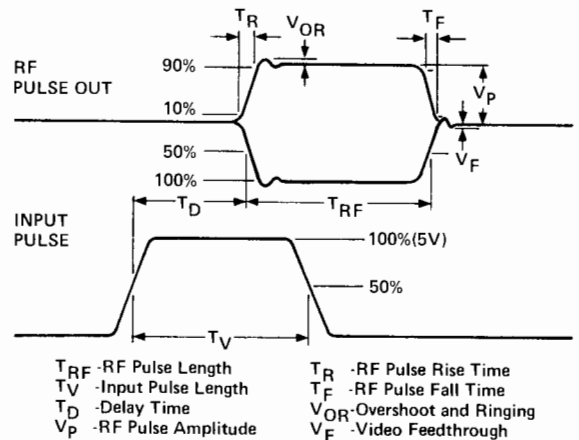 T_R
V_OR
T_F
RF
PULSE OUT
90%
10%
50%
100%
V_P
V_F
T_D
T_RF
INPUT
PULSE
100%(5V)
50%
T_V
T_RF -RF Pulse Length
T_V -Input Pulse Length
T_D -Delay Time
V_P -RF Pulse Amplitude
T_R -RF Pulse Rise Time
T_F -RF Pulse Fall Time
V_OR-Overshoot and Ringing
V_F -Video Feedthrough